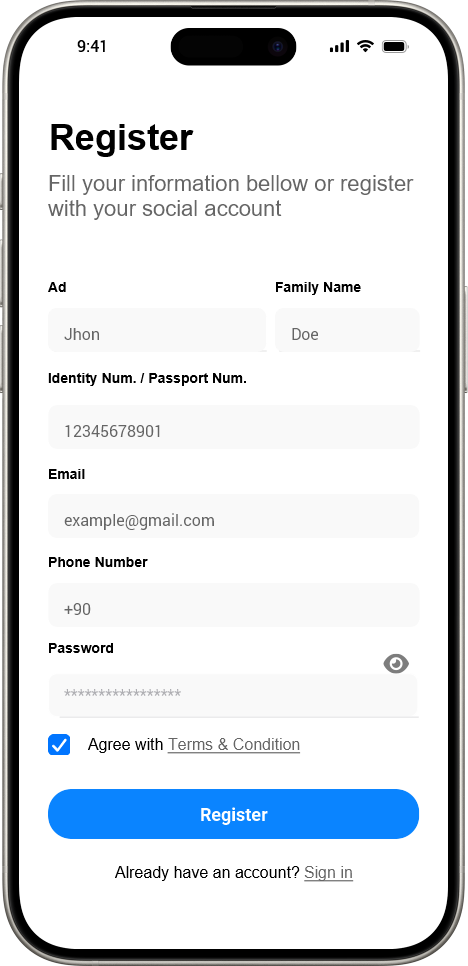 9:41
Register
Fill your information bellow or register
with your social account
Ad Family Name
Jhon Doe
Identity Num. / Passport Num.
12345678901
Email
example@gmail.com
Phone Number
+90
Password
*****************
Agree with Terms & Condition
Register
Already have an account? Sign in